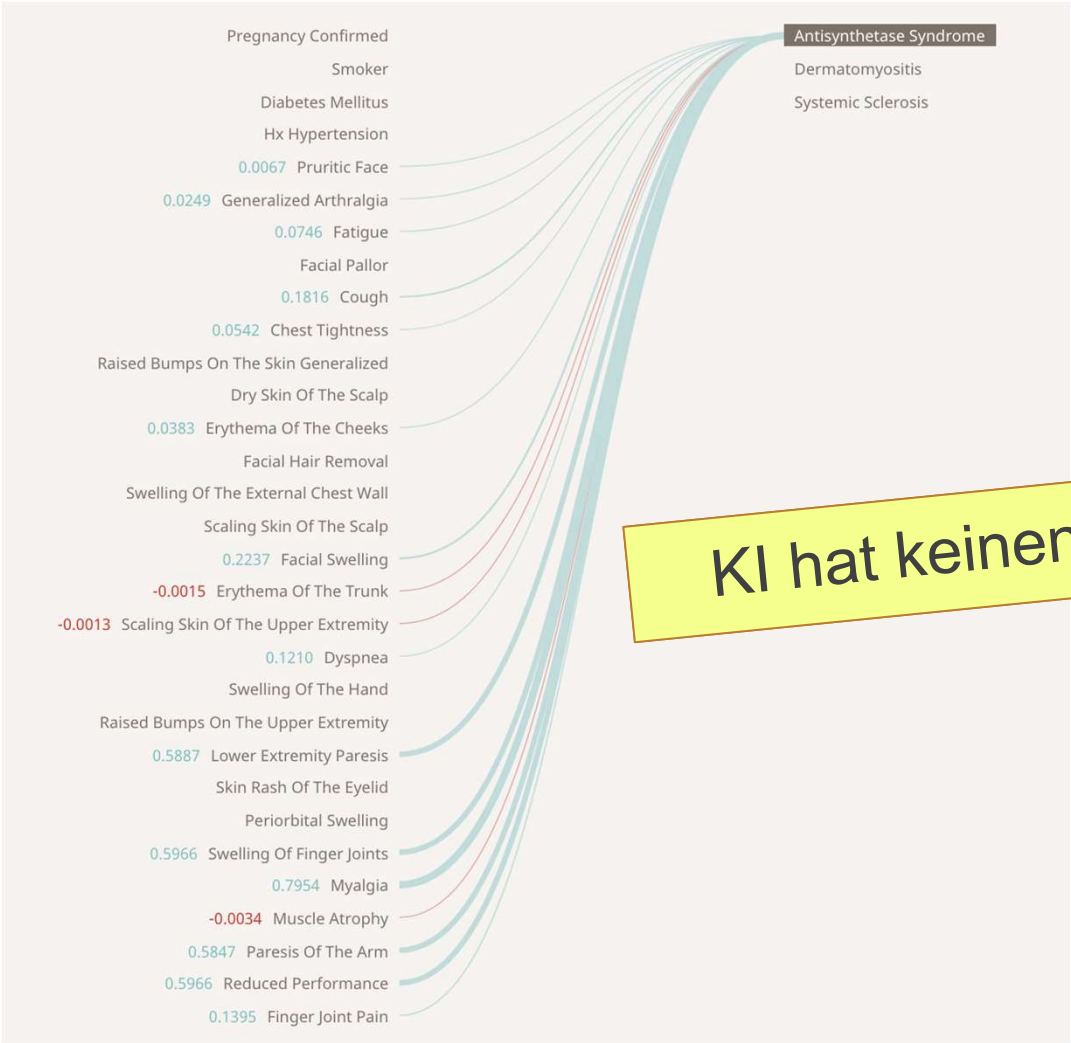 Pregnancy Confirmed
Smoker
Diabetes Mellitus
Hx Hypertension
0.0067 Pruritic Face
0.0249 Generalized Arthralgia
0.0746 Fatigue
Facial Pallor
0.1816 Cough
0.0542 Chest Tightness
Raised Bumps On The Skin Generalized
Dry Skin Of The Scalp
0.0383 Erythema Of The Cheeks
Facial Hair Removal
Swelling Of The External Chest Wall
Scaling Skin Of The Scalp
0.2237 Facial Swelling
-0.0015 Erythema Of The Trunk
-0.0013 Scaling Skin Of The Upper Extremity
0.1210 Dyspnea
Swelling Of The Hand
Raised Bumps On The Upper Extremity
0.5887 Lower Extremity Paresis
Skin Rash Of The Eyelid
Periorbital Swelling
0.5966 Swelling Of Finger Joints
0.7954 Myalgia
-0.0034 Muscle Atrophy
0.5847 Paresis Of The Arm
0.5966 Reduced Performance
0.1395 Finger Joint Pain
Antisynthetase Syndrome
Dermatomyositis
Systemic Sclerosis
KI hat keinen